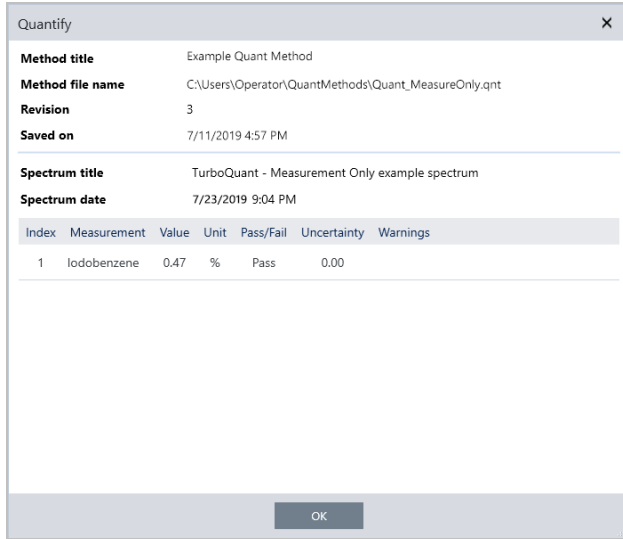 Quantify
Method title Example Quant Method
Method file name C:\Users\Operator\QuantMethods\Quant_MeasureOnly.qnt
Revision 3
Saved on 7/11/2019 4:57 PM
Spectrum title TurboQuant - Measurement Only example spectrum
Spectrum date 7/23/2019 9:04 PM
Index Measurement Value Unit Pass/Fail Uncertainty Warnings
1 Iodobenzene 0.47 % Pass 0.00
OK